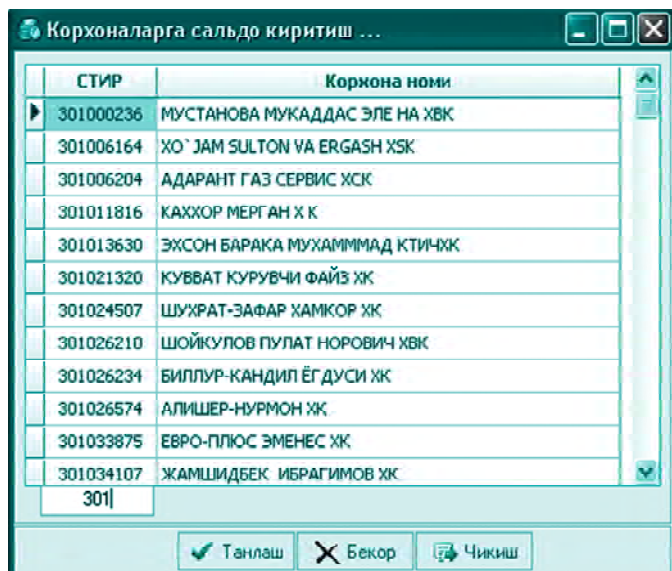 Корхоналарга сальдо киритиш ...
СТИР Корхона номи
301000236 МУСТАНОВА МУКАДДАС ЭЛЕ НА ХВК
301006164 XO`JAM SULTON VA ERGASH XSK
301006204 АДАРАНТ ГАЗ СЕРВИС ХСК
301011816 КАХХОР МЕРГАН Х К
301013630 ЭХСОН БАРАКА МУХАМММАД КТИЧХК
301021320 КУВВАТ КУРУВЧИ ФАЙЗ ХК
301024507 ШУХРАТ-ЗАФАР ХАМКОР ХК
301026210 ШОЙКУЛОВ ПУЛАТ НОРОВИЧ ХВК
301026234 БИЛЛУР-КАНДИЛ ЁГДУСИ ХК
301026574 АЛИШЕР-НУРМОН ХК
301033875 ЕВРО-ПЛЮС ЭМЕНЕС ХК
301034107 ЖАМШИДБЕК ИБРАГИМОВ ХК
301
Танлаш Бекор Чикиш